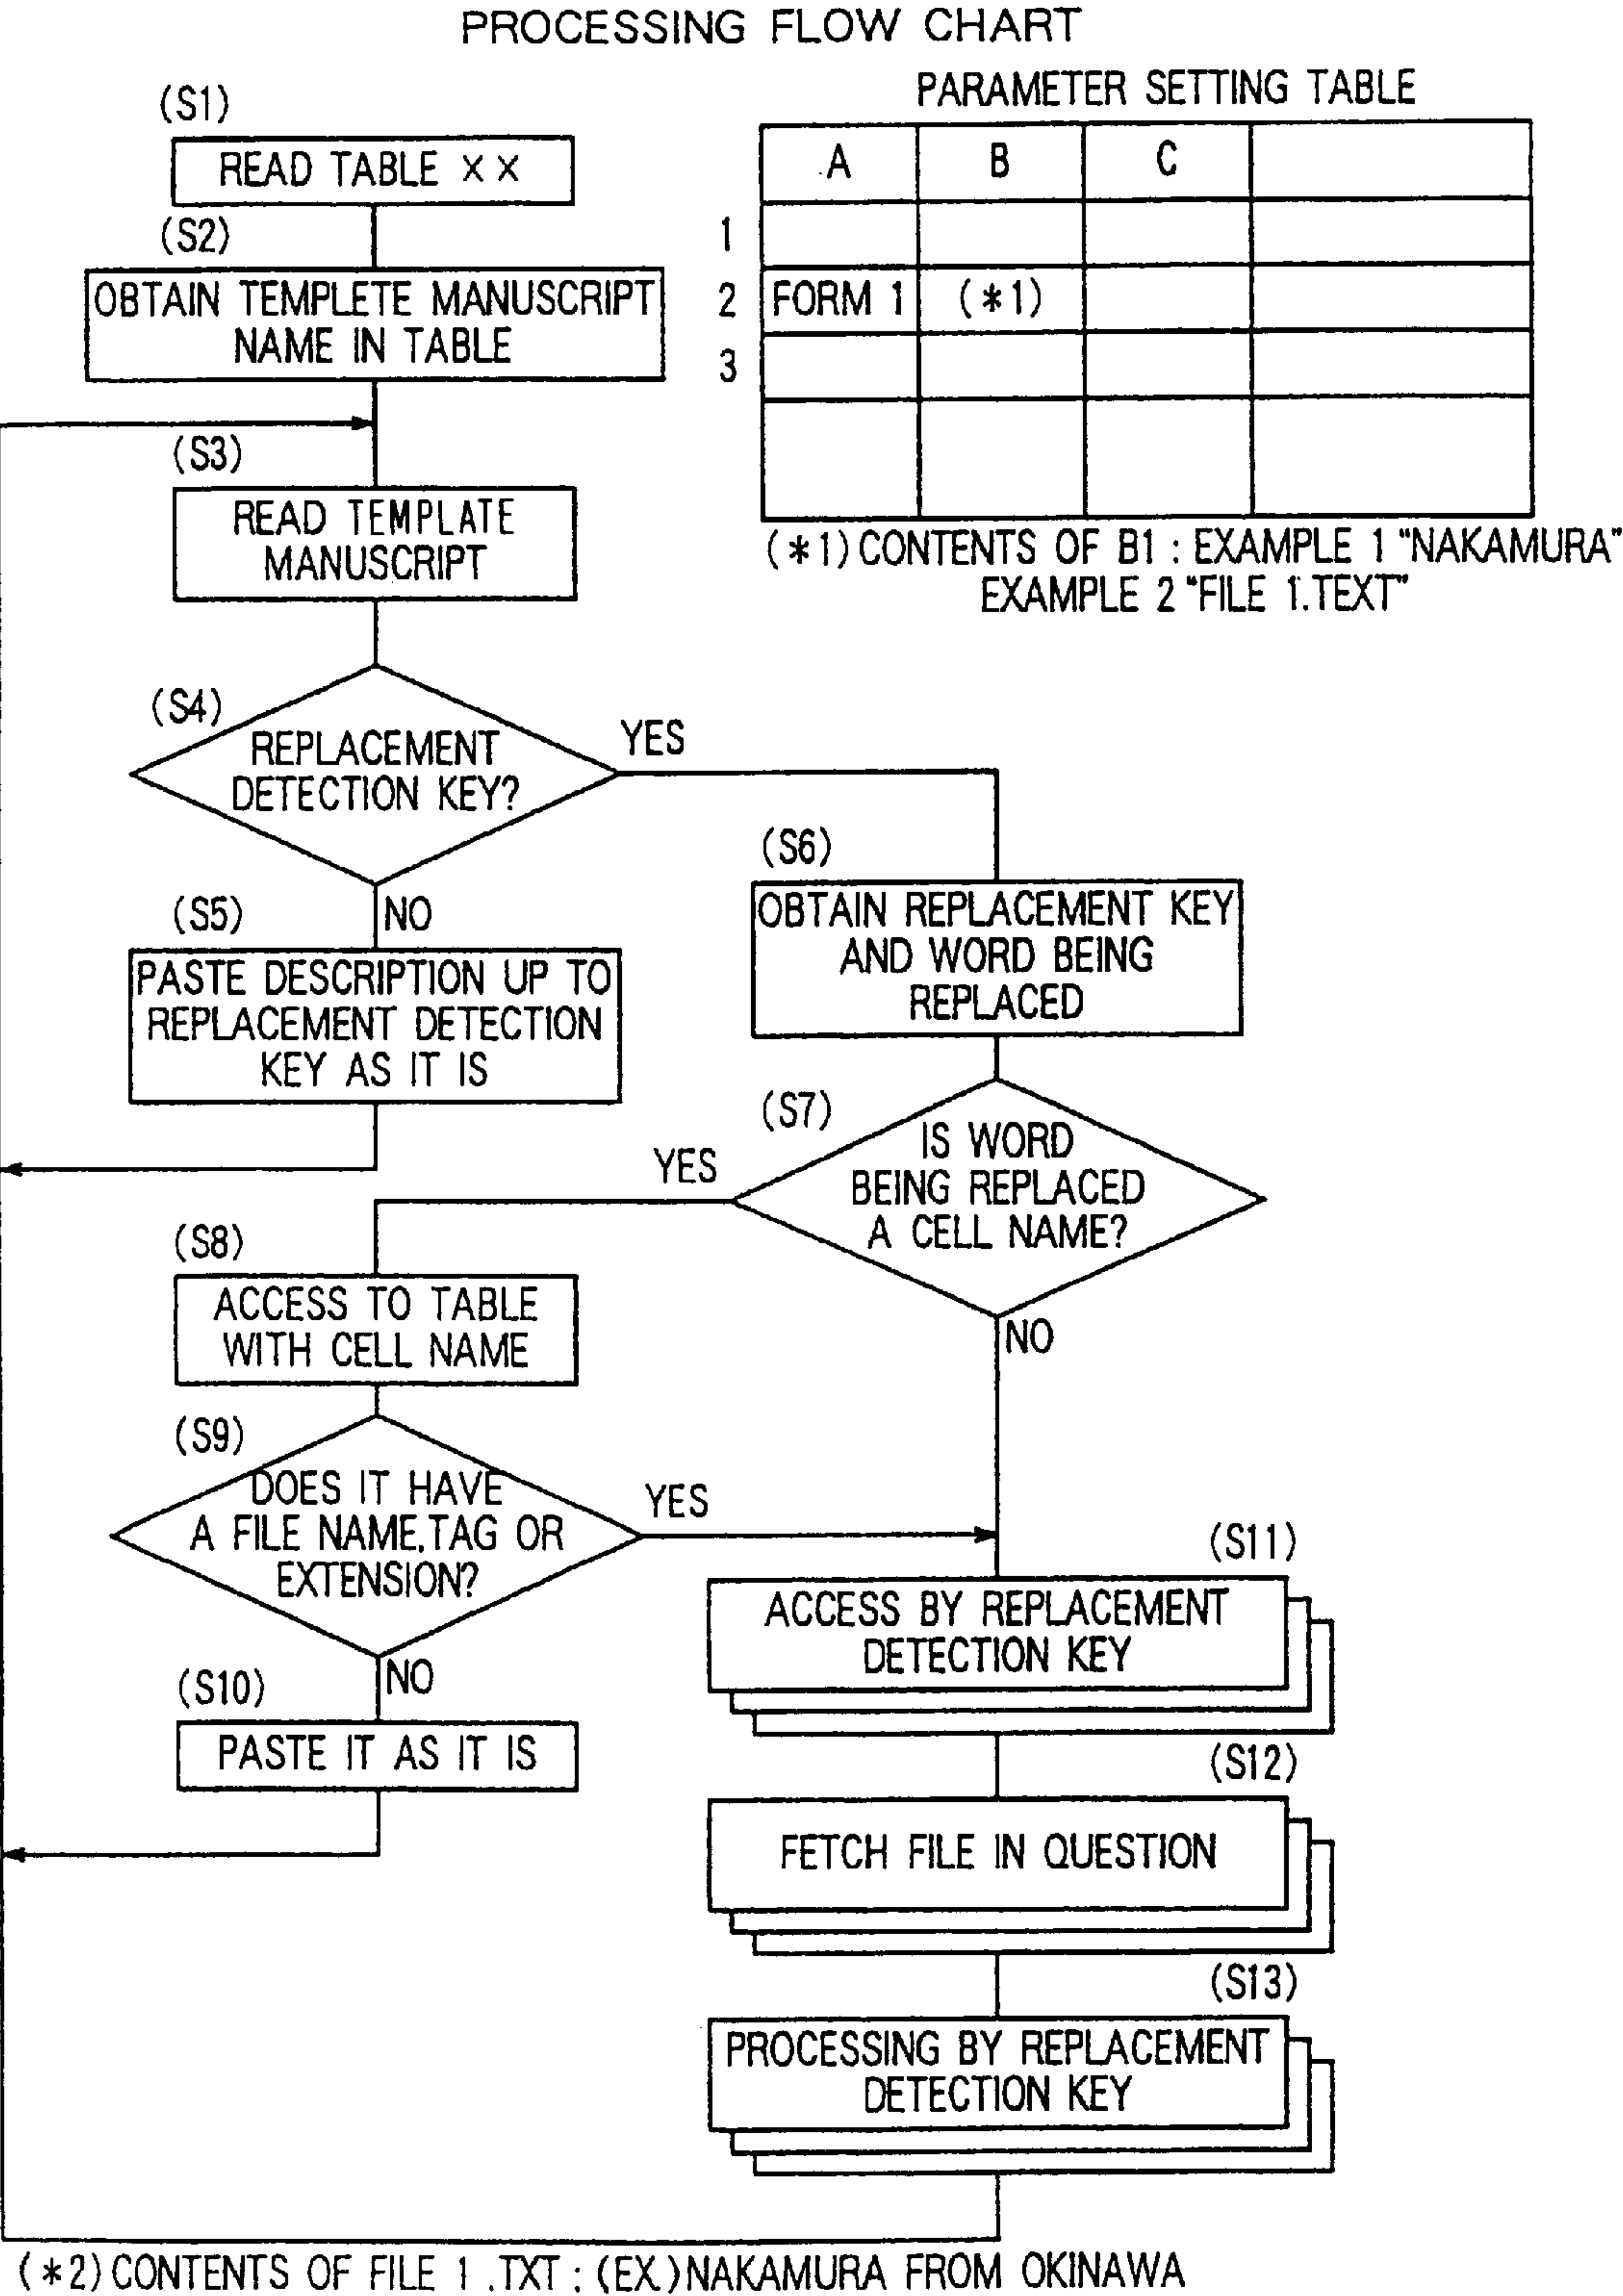 PROCESSING FLOW CHART
(S1)
READ TABLE ××
(S2)
OBTAIN TEMPLETE MANUSCRIPT
NAME IN TABLE
PARAMETER SETTING TABLE
A B C
1
2 FORM 1 (*1)
3
(*1) CONTENTS OF B1 : EXAMPLE 1 "NAKAMURA"
EXAMPLE 2 "FILE 1.TEXT"
(S3)
READ TEMPLATE
MANUSCRIPT
(S4)
REPLACEMENT
DETECTION KEY?
YES
NO
(S5)
PASTE DESCRIPTION UP TO
REPLACEMENT DETECTION
KEY AS IT IS
(S6)
OBTAIN REPLACEMENT KEY
AND WORD BEING
REPLACED
(S7)
IS WORD
BEING REPLACED
A CELL NAME?
YES
NO
(S8)
ACCESS TO TABLE
WITH CELL NAME
(S9)
DOES IT HAVE
A FILE NAME,TAG OR
EXTENSION?
YES
NO
(S10)
PASTE IT AS IT IS
(S11)
ACCESS BY REPLACEMENT
DETECTION KEY
(S12)
FETCH FILE IN QUESTION
(S13)
PROCESSING BY REPLACEMENT
DETECTION KEY
(*2) CONTENTS OF FILE 1 .TXT : (EX.) NAKAMURA FROM OKINAWA